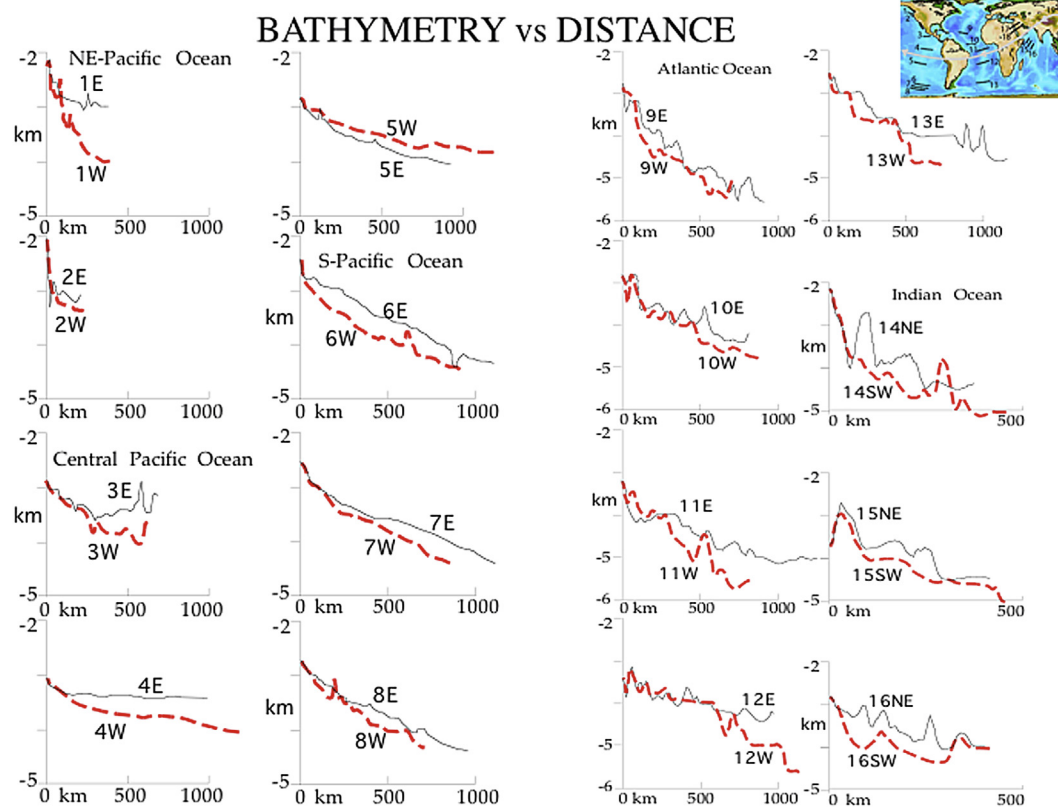 BATHYMETRY vs DISTANCE
-2
NE-Pacific Ocean
1E
km
1W
-5
0 km 500 1000
5W
5E
-5
0 km 500 1000
-2
2E
2W
-5
0 km 500 1000
-2
S-Pacific Ocean
km
6E
6W
-5
0 km 500 1000
-2
Central Pacific Ocean
3E
km
3W
-5
0 km 500 1000
-2
7E
7W
-5
0 km 500 1000
-2
4E
4W
-5
0 km 500 1000
-2
8E
km
8W
-5
0 km 500 1000
-2
Atlantic Ocean
km
9E
9W
-5
-6
0 km 500 1000
-2
13E
13W
-5
-6
0 km 500 1000
-2
10E
10W
-5
-6
0 km 500 1000
-2
Indian Ocean
14NE
km
14SW
-5
0 km 500
-2
km
11E
11W
-5
-6
0 km 500 1000
-2
15NE
15SW
-5
0 km 500
-2
12E
12W
-5
-6
0 km 500 1000
-2
16NE
km
16SW
-5
0 km 500